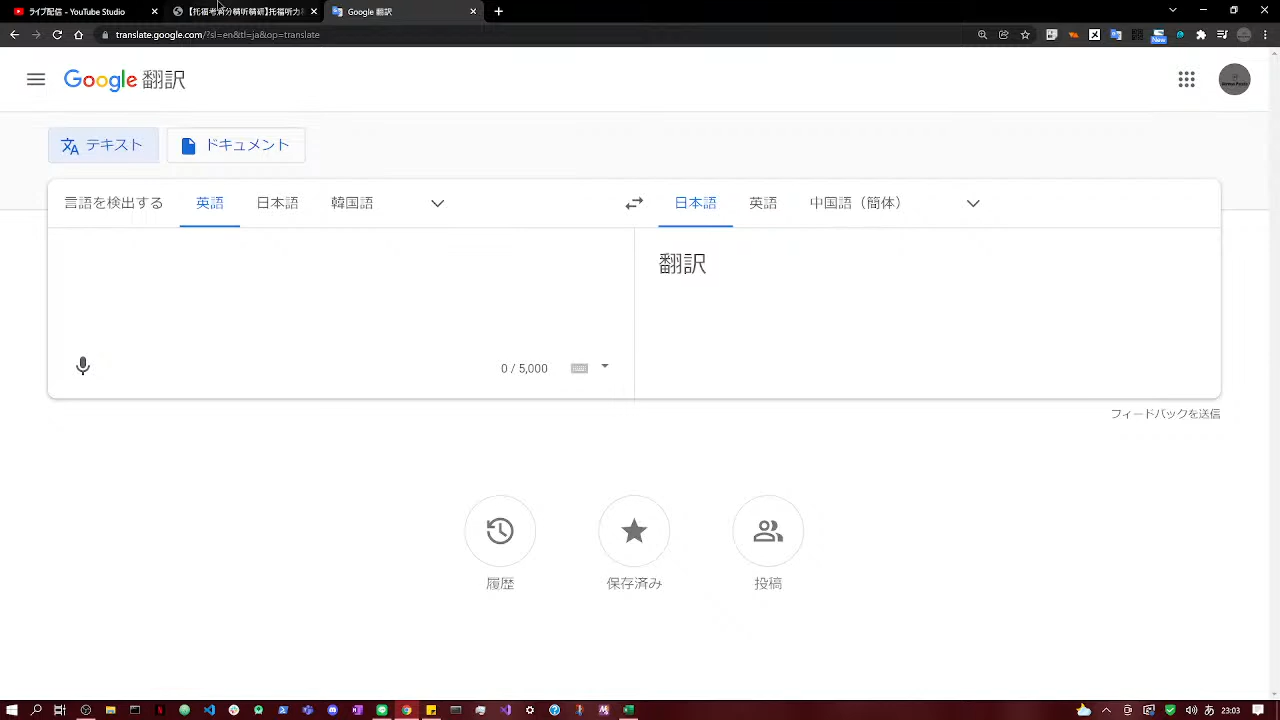 ライブ配信 - YouTube Studio
Google 翻訳
translate.google.com/?sl=en&tl=ja&op=translate
New
Google 翻訳
テキスト
ドキュメント
言語を検出する 英語 日本語 韓国語
日本語 英語 中国語（簡体）
翻訳
0 / 5,000
フィードバックを送信
履歴
保存済み
投稿
あ
23:03